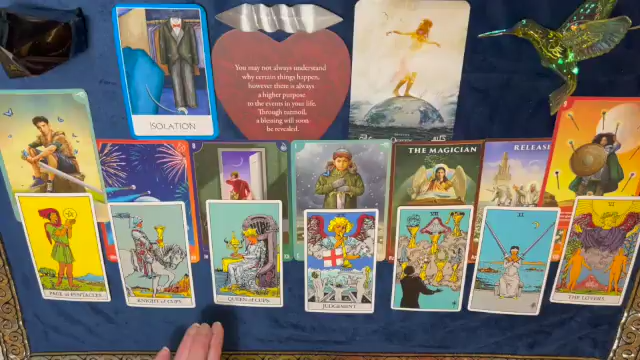 ISOLATION
You may not always understand
why certain things happen,
however there is always
a higher purpose
to the events in your life.
Through turmoil,
a blessing will soon
be revealed.
THE MAGICIAN
RELEASE
PAGE of PENTACLES
KNIGHT of CUPS
QUEEN of CUPS
JUDGEMENT
VII
II
THE LOVERS